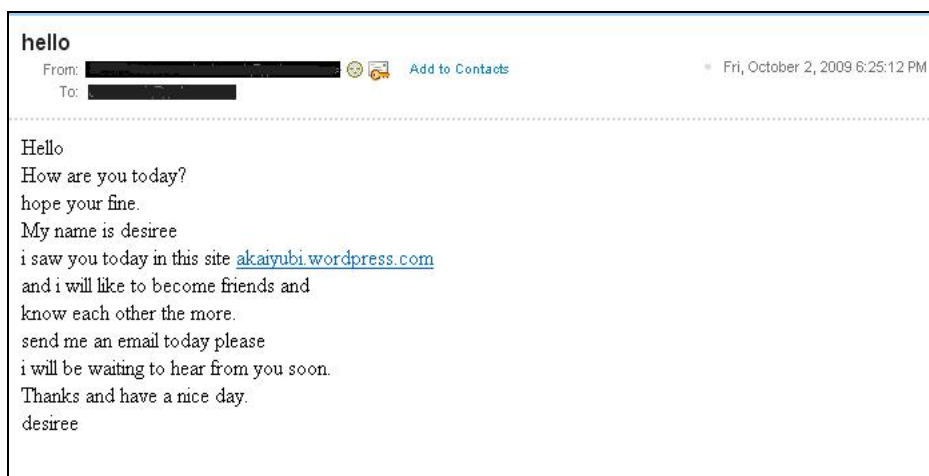 hello
From: Add to Contacts Fri, October 2, 2009 6:25:12 PM
To:
Hello
How are you today?
hope your fine.
My name is desiree
i saw you today in this site akaiyubi.wordpress.com
and i will like to become friends and
know each other the more.
send me an email today please
i will be waiting to hear from you soon.
Thanks and have a nice day.
desiree